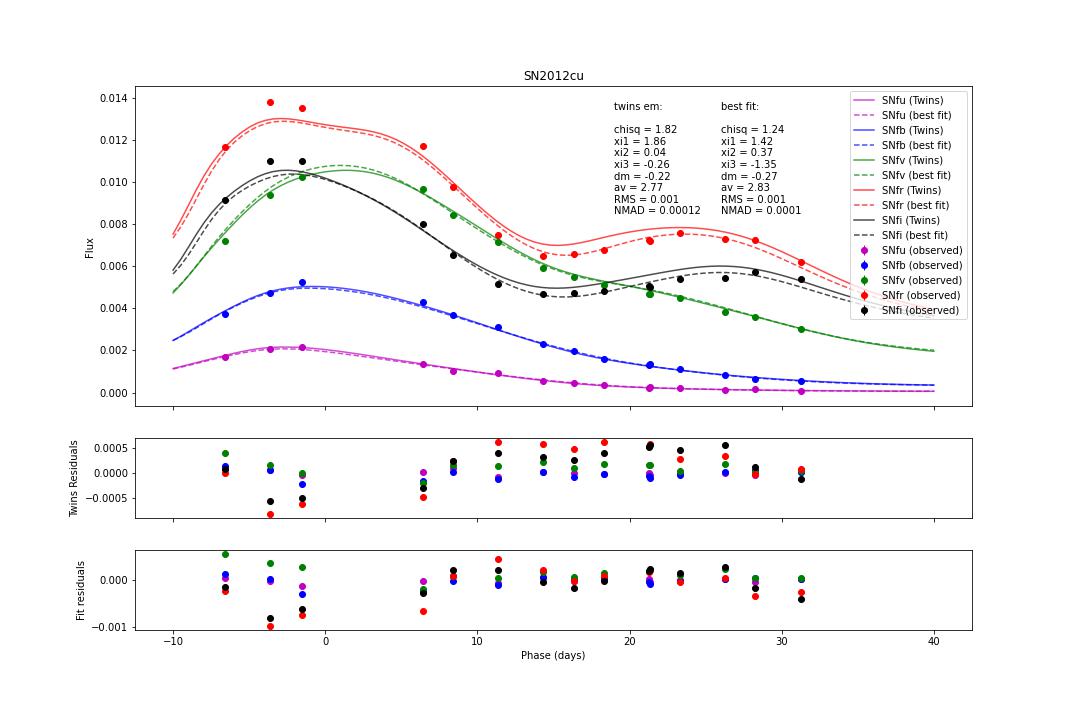 SN2012cu
Flux
0.014
0.012
0.010
0.008
0.006
0.004
0.002
0.000
twins em:
chisq = 1.82
xi1 = 1.86
xi2 = 0.04
xi3 = -0.26
dm = -0.22
av = 2.77
RMS = 0.001
NMAD = 0.00012
best fit:
chisq = 1.24
xi1 = 1.42
xi2 = 0.37
xi3 = -1.35
dm = -0.27
av = 2.83
RMS = 0.001
NMAD = 0.0001
SNfu (Twins)
SNfu (best fit)
SNfb (Twins)
SNfb (best fit)
SNfv (Twins)
SNfv (best fit)
SNfr (Twins)
SNfr (best fit)
SNfi (Twins)
SNfi (best fit)
SNfu (observed)
SNfb (observed)
SNfv (observed)
SNfr (observed)
SNfi (observed)
Twins Residuals
0.0005
0.0000
−0.0005
Fit residuals
0.000
−0.001
−10
0
10
20
30
40
Phase (days)